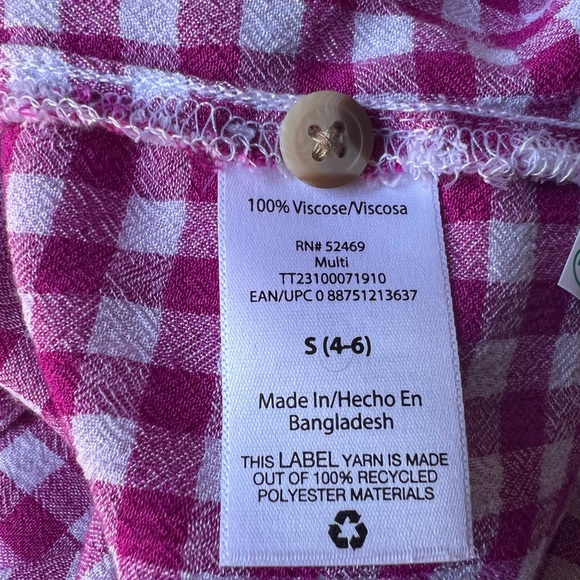 100% Viscose/Viscosa
RN# 52469
Multi
TT23100071910
EAN/UPC 0 88751213637
S (4-6)
Made In/Hecho En
Bangladesh
THIS LABEL YARN IS MADE
OUT OF 100% RECYCLED
POLYESTER MATERIALS